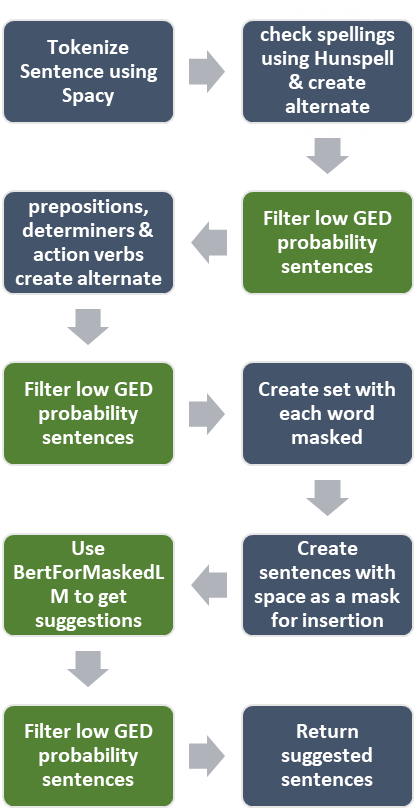 Tokenize
Sentence using
Spacy
check spellings
using Hunspell
& create
alternate
Filter low GED
probability
sentences
prepositions,
determiners &
action verbs
create alternate
Filter low GED
probability
sentences
Create set with
each word
masked
Create
sentences with
space as a mask
for insertion
Use
BertForMaskedL
M to get
suggestions
Filter low GED
probability
sentences
Return
suggested
sentences